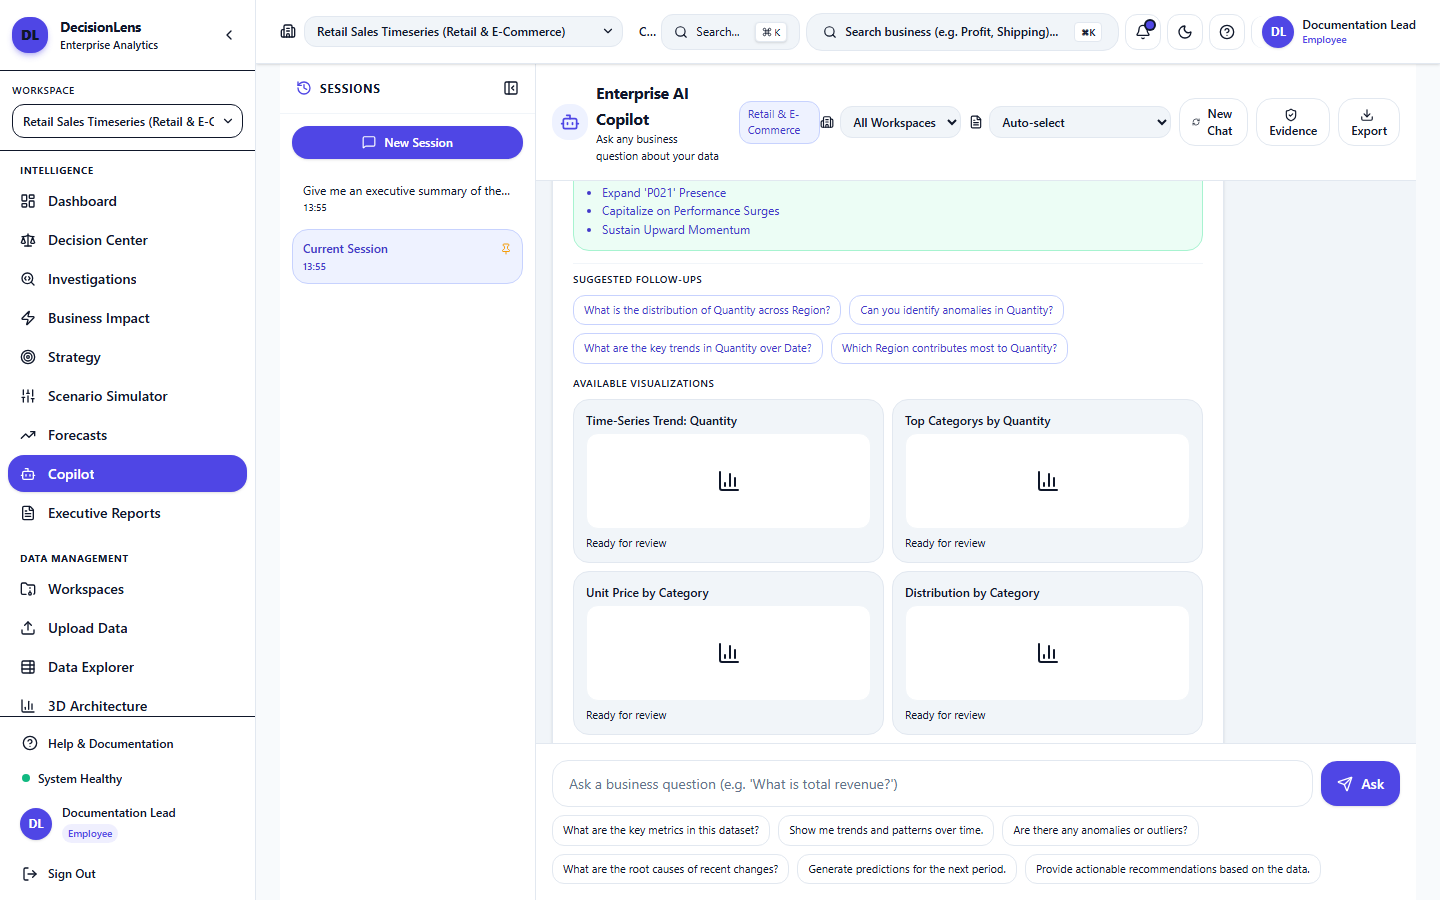 DL
DecisionLens
Enterprise Analytics
WORKSPACE
Retail Sales Timeseries (Retail & E-C
INTELLIGENCE
Dashboard
Decision Center
Investigations
Business Impact
Strategy
Scenario Simulator
Forecasts
Copilot
Executive Reports
DATA MANAGEMENT
Workspaces
Upload Data
Data Explorer
3D Architecture
Help & Documentation
System Healthy
DL
Documentation Lead
Employee
Sign Out
Retail Sales Timeseries (Retail & E-Commerce)
C...
Search...
⌘ K
Search business (e.g. Profit, Shipping)...
⌘K
DL
Documentation Lead
Employee
SESSIONS
New Session
Give me an executive summary of the...
13:55
Current Session
13:55
Enterprise AI
Copilot
Ask any business
question about your data
Retail & E-
Commerce
All Workspaces
Auto-select
New
Chat
Evidence
Export
• Expand 'P021' Presence
• Capitalize on Performance Surges
• Sustain Upward Momentum
SUGGESTED FOLLOW-UPS
What is the distribution of Quantity across Region?
Can you identify anomalies in Quantity?
What are the key trends in Quantity over Date?
Which Region contributes most to Quantity?
AVAILABLE VISUALIZATIONS
Time-Series Trend: Quantity
Ready for review
Top Categorys by Quantity
Ready for review
Unit Price by Category
Ready for review
Distribution by Category
Ready for review
Ask a business question (e.g. 'What is total revenue?')
Ask
What are the key metrics in this dataset?
Show me trends and patterns over time.
Are there any anomalies or outliers?
What are the root causes of recent changes?
Generate predictions for the next period.
Provide actionable recommendations based on the data.